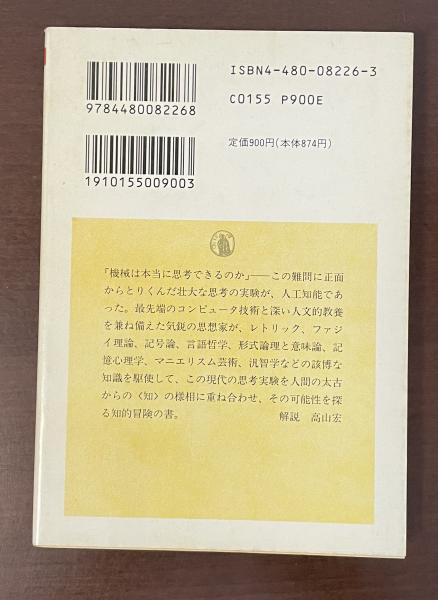 ISBN4-480-08226-3
9784480082268
C0155 P900E
定価900円(本体874円)
1910155009003
「機械は本当に思考できるのか」——この難問に正面
からとりくんだ壮大な思考の実験が、人工知能であ
った。最先端のコンピュータ技術と深い人文的教養
を兼ね備えた気鋭の思想家が、レトリック、ファジ
イ理論、記号論、言語哲学、形式論理と意味論、記
憶心理学、マニエリスム芸術、汎智学などの該博な
知識を駆使して、この現代の思考実験を人間の太古
からの〈知〉の様相に重ね合わせ、その可能性を探
る知的冒険の書。 解説 高山宏